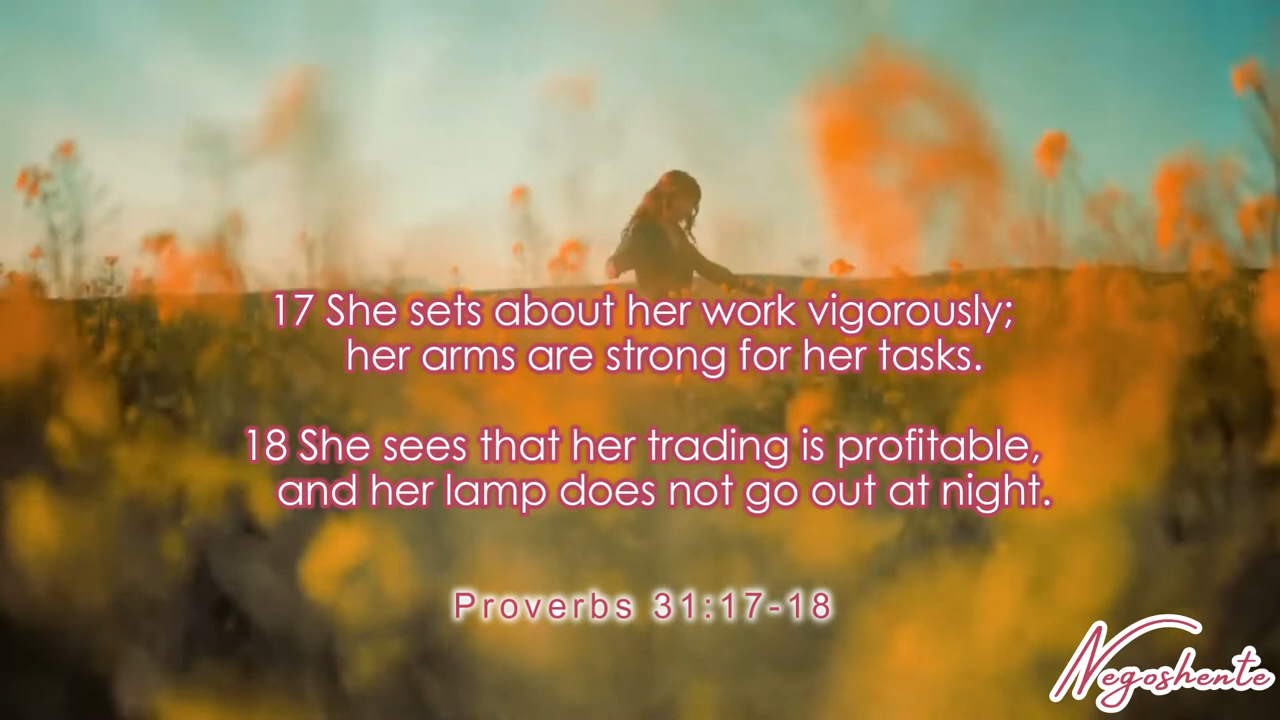 17 She sets about her work vigorously;
her arms are strong for her tasks.
18 She sees that her trading is profitable,
and her lamp does not go out at night.
Proverbs 31:17-18
Negoshente